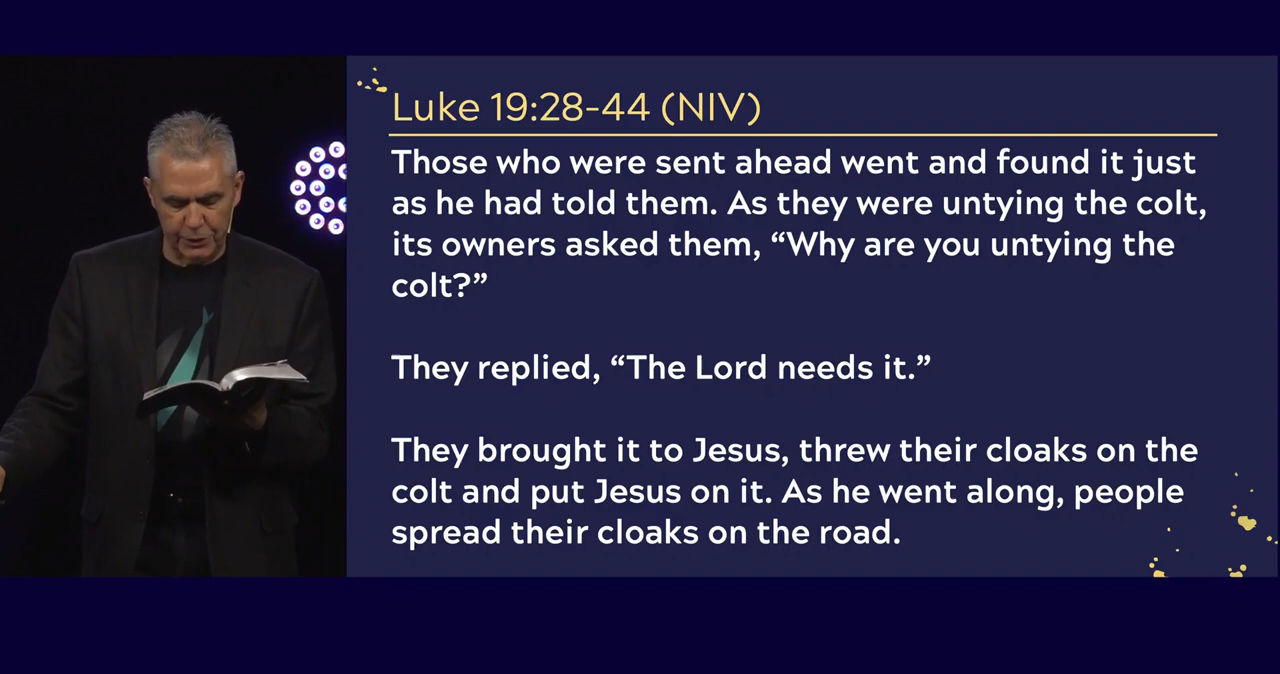 Luke 19:28-44 (NIV)
Those who were sent ahead went and found it just
as he had told them. As they were untying the colt,
its owners asked them, “Why are you untying the
colt?”
They replied, “The Lord needs it.”
They brought it to Jesus, threw their cloaks on the
colt and put Jesus on it. As he went along, people
spread their cloaks on the road.